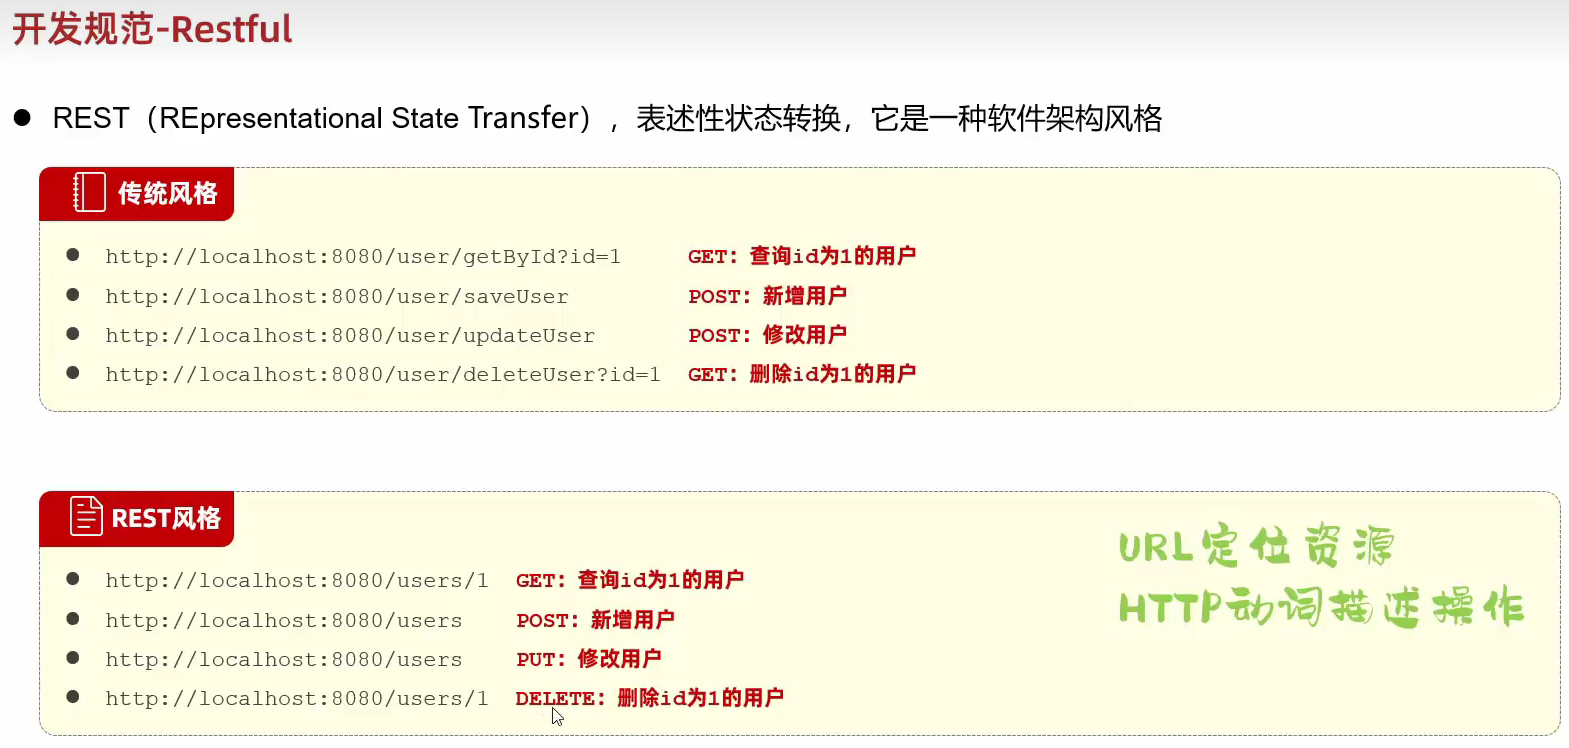 开发规范-Restful
REST（REpresentational State Transfer），表述性状态转换，它是一种软件架构风格
传统风格
http://localhost:8080/user/getById?id=1 GET：查询id为1的用户
http://localhost:8080/user/saveUser POST：新增用户
http://localhost:8080/user/updateUser POST：修改用户
http://localhost:8080/user/deleteUser?id=1 GET：删除id为1的用户
REST风格
URL定位资源
HTTP动词描述操作
http://localhost:8080/users/1 GET：查询id为1的用户
http://localhost:8080/users POST：新增用户
http://localhost:8080/users PUT：修改用户
http://localhost:8080/users/1 DELETE：删除id为1的用户